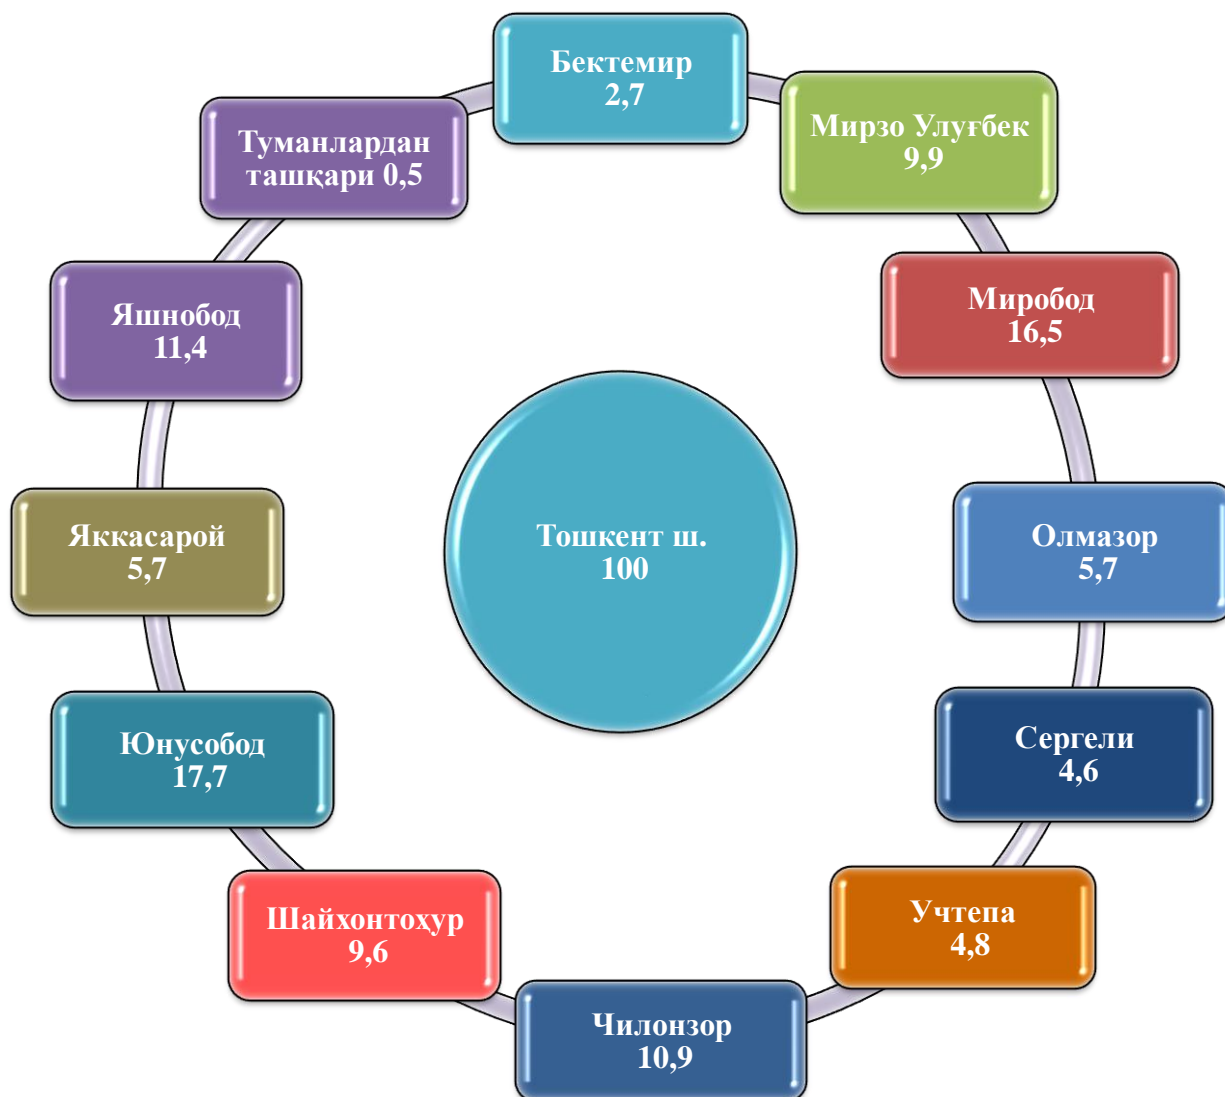 Бектемир
2,7
Мирзо Улуғбек
9,9
Миробод
16,5
Олмазор
5,7
Сергели
4,6
Учтепа
4,8
Чилонзор
10,9
Шайхонтоҳур
9,6
Юнусобод
17,7
Яккасарой
5,7
Яшнобод
11,4
Туманлардан
ташқари 0,5
Тошкент ш.
100